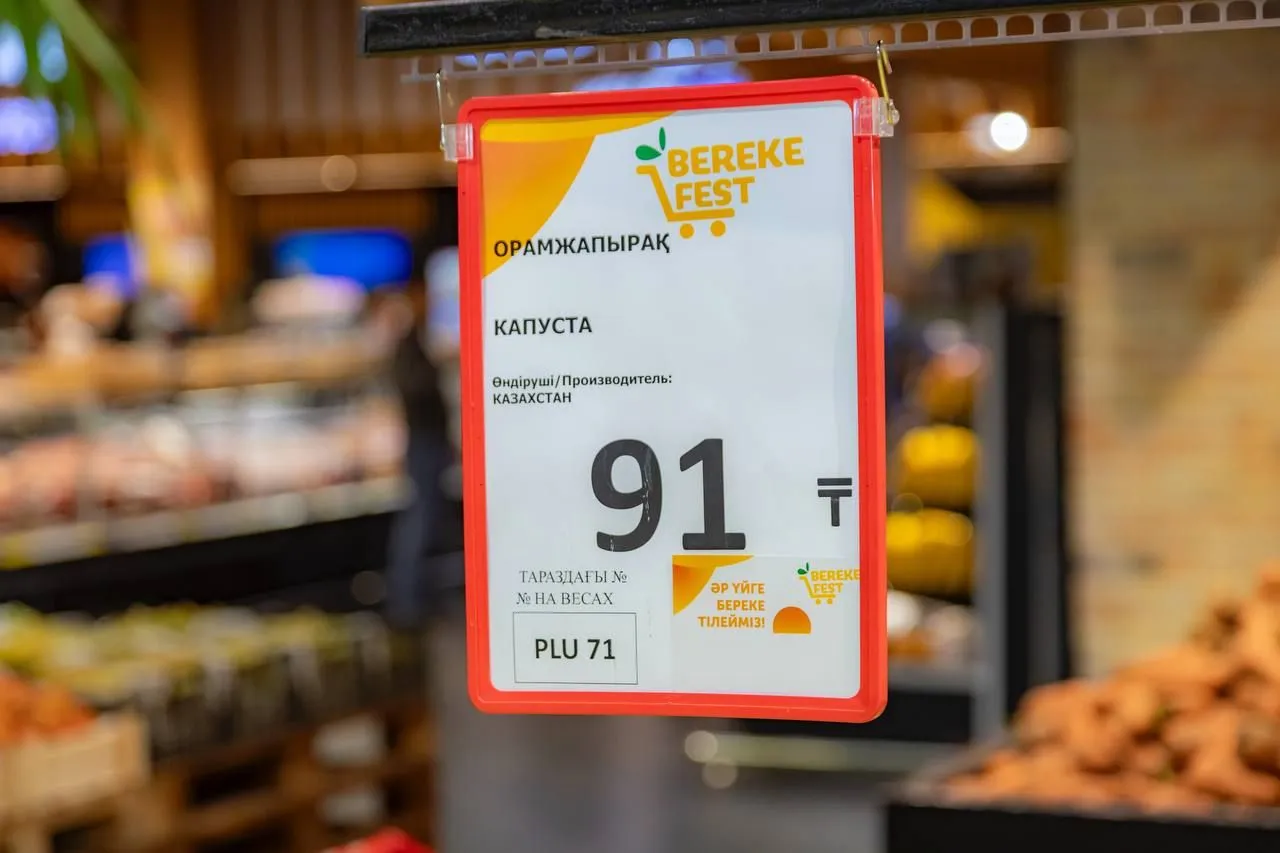 BEREKE
FEST
ОРАМЖАПЫРАҚ
КАПУСТА
Өндіруші/Производитель:
КАЗАХСТАН
91 ₸
ТАРАЗДАҒЫ №
№ НА ВЕСАХ
PLU 71
ӘР ҮЙГЕ
БЕРЕКЕ
ТІЛЕЙМІЗ!
BEREKE
FEST